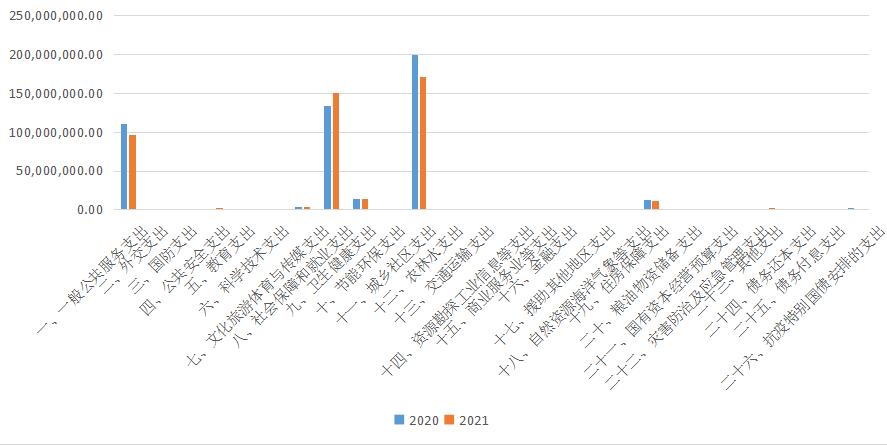 250,000,000.00
200,000,000.00
150,000,000.00
100,000,000.00
50,000,000.00
0.00
一、一般公共服务支出
二、外交支出
三、国防支出
四、公共安全支出
五、教育支出
六、科学技术支出
七、文化旅游体育与传媒支出
八、社会保障和就业支出
九、卫生健康支出
十、节能环保支出
十一、城乡社区支出
十二、农林水支出
十三、交通运输支出
十四、资源勘探工业信息等支出
十五、商业服务业等支出
十六、金融支出
十七、援助其他地区支出
十八、自然资源海洋气象等支出
十九、住房保障支出
二十、粮油物资储备支出
二十一、国有资本经营预算支出
二十二、灾害防治及应急管理支出
二十三、其他支出
二十四、债务还本支出
二十五、债务付息支出
二十六、抗疫特别国债安排的支出
2020 2021